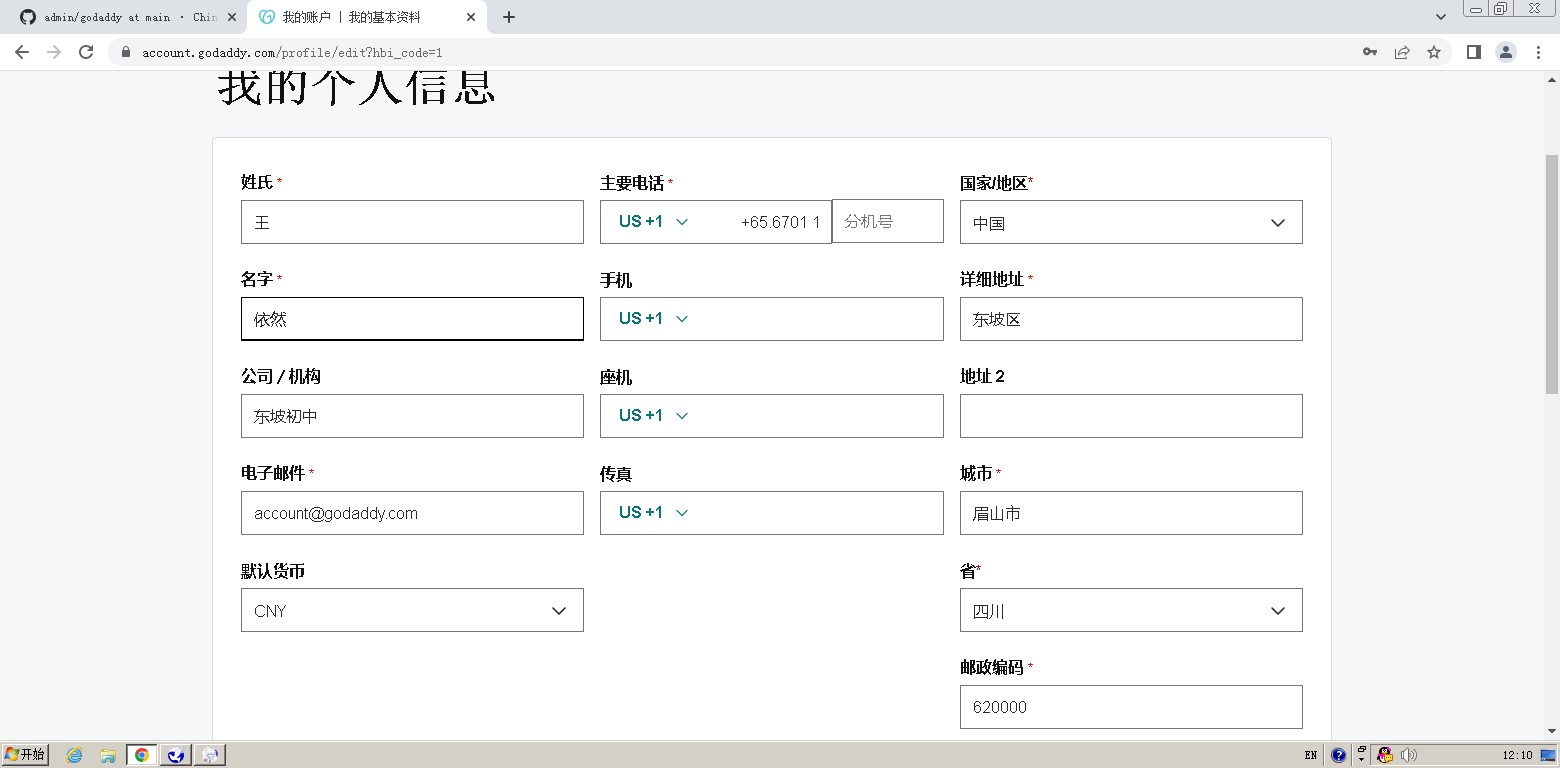 admin/godaddy at main · Chin
我的账户 | 我的基本资料
account.godaddy.com/profile/edit?hbi_code=1
我的个人信息
姓氏 * 主要电话 * 国家/地区*
王 US +1 +65.6701 1 分机号 中国
名字 * 手机 详细地址 *
依然 US +1 东坡区
公司 / 机构 座机 地址 2
东坡初中 US +1
电子邮件 * 传真 城市 *
account@godaddy.com US +1 眉山市
默认货币 省*
CNY 四川
邮政编码 *
620000
开始 EN 12:10